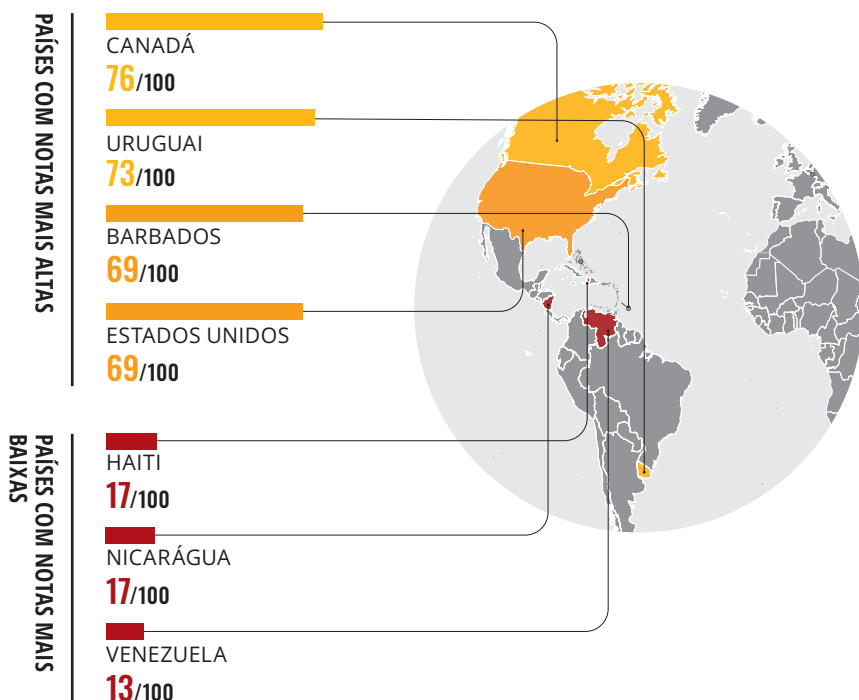 PAÍSES COM NOTAS MAIS ALTAS
CANADÁ
76/100
URUGUAI
73/100
BARBADOS
69/100
ESTADOS UNIDOS
69/100
PAÍSES COM NOTAS MAIS
BAIXAS
HAITI
17/100
NICARÁGUA
17/100
VENEZUELA
13/100